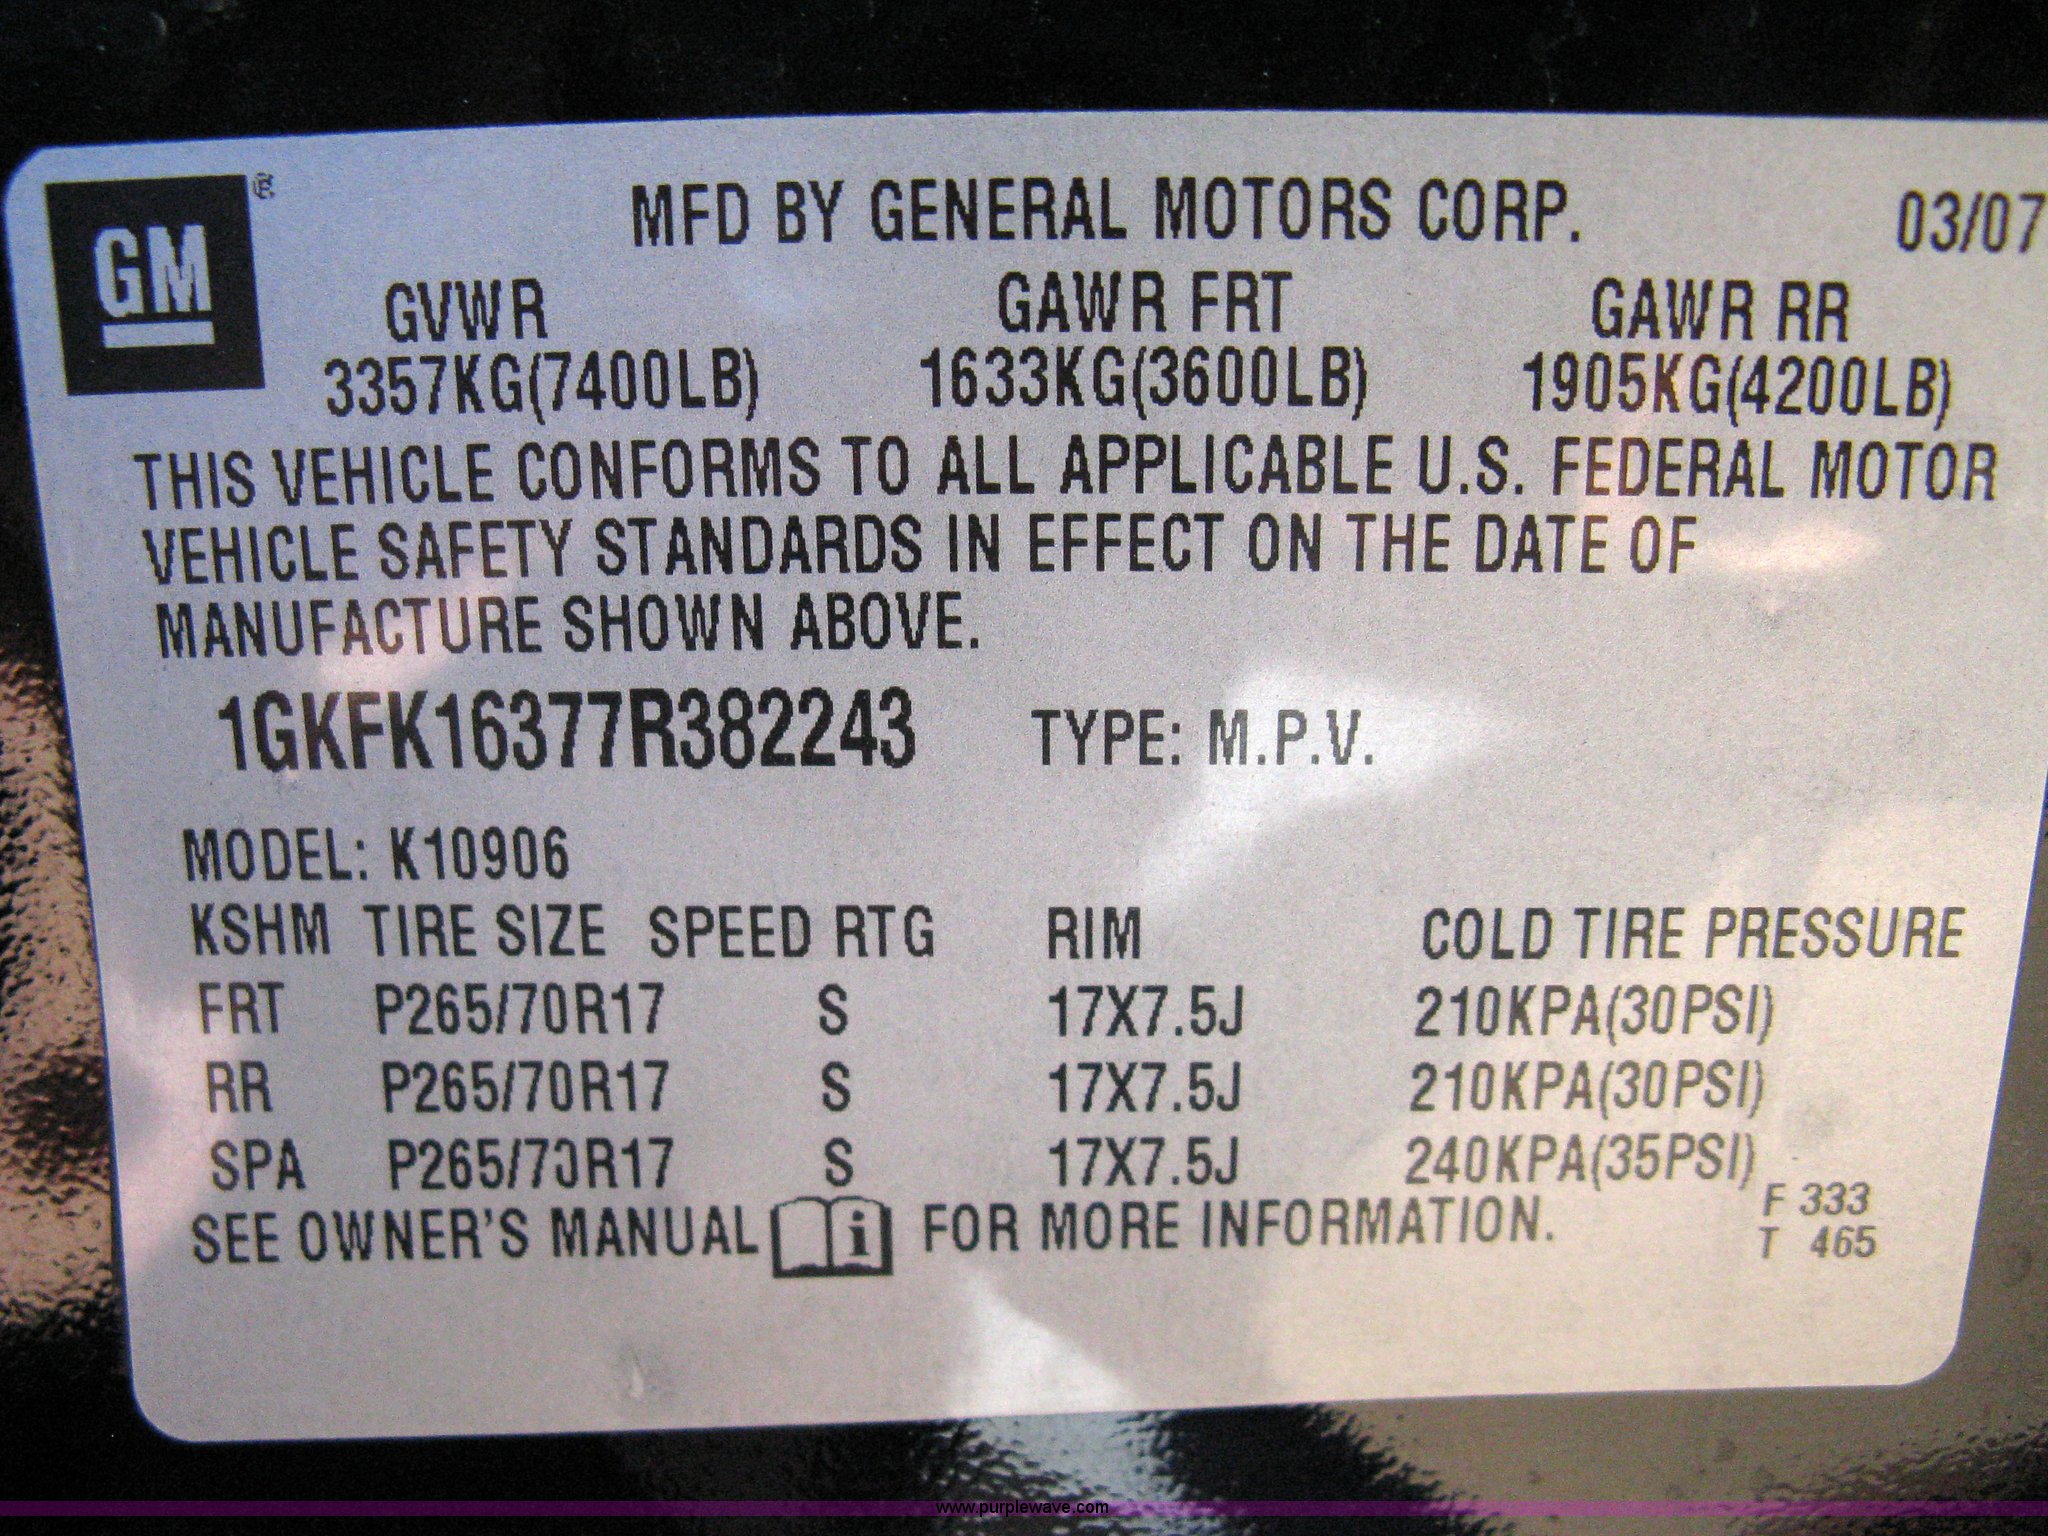 GM ®
MFD BY GENERAL MOTORS CORP. 03/07
GVWR GAWR FRT GAWR RR
3357KG(7400LB) 1633KG(3600LB) 1905KG(4200LB)
THIS VEHICLE CONFORMS TO ALL APPLICABLE U.S. FEDERAL MOTOR
VEHICLE SAFETY STANDARDS IN EFFECT ON THE DATE OF
MANUFACTURE SHOWN ABOVE.
1GKFK16377R382243 TYPE: M.P.V.
MODEL: K10906
KSHM TIRE SIZE SPEED RTG RIM COLD TIRE PRESSURE
FRT P265/70R17 S 17X7.5J 210KPA(30PSI)
RR P265/70R17 S 17X7.5J 210KPA(30PSI)
SPA P265/70R17 S 17X7.5J 240KPA(35PSI)
SEE OWNER'S MANUAL i FOR MORE INFORMATION.
F 333
T 465
www.purplewave.com